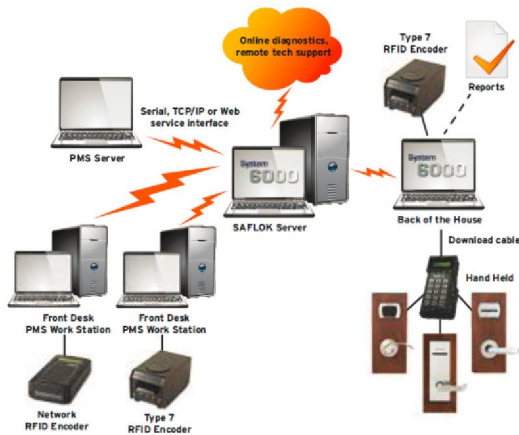 Online diagnostics,
remote tech support
Type 7
RFID Encoder
Reports
Serial, TCP/IP or Web
service interface
PMS Server
System
6000
SAFLOK Server
System
6000
Back of the House
Download cable
Hand Held
Front Desk
PMS Work Station
Front Desk
PMS Work Station
Network
RFID Encoder
Type 7
RFID Encoder